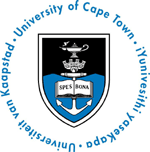 University of Cape Town
iYunivesithi yaseKapa
Universiteit van Kaapstad
SPES BONA